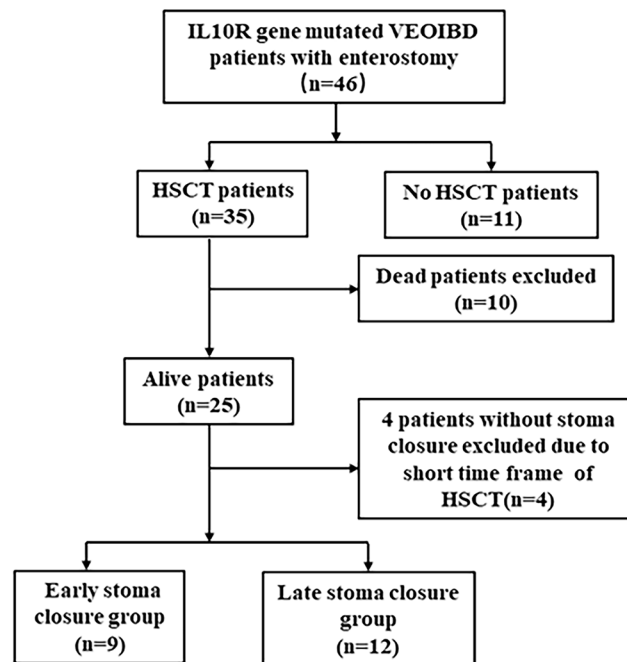 IL10R gene mutated VEOIBD
patients with enterostomy
(n=46)
HSCT patients
(n=35)
No HSCT patients
(n=11)
Dead patients excluded
(n=10)
Alive patients
(n=25)
4 patients without stoma
closure excluded due to
short time frame of
HSCT(n=4)
Early stoma
closure group
(n=9)
Late stoma closure
group
(n=12)